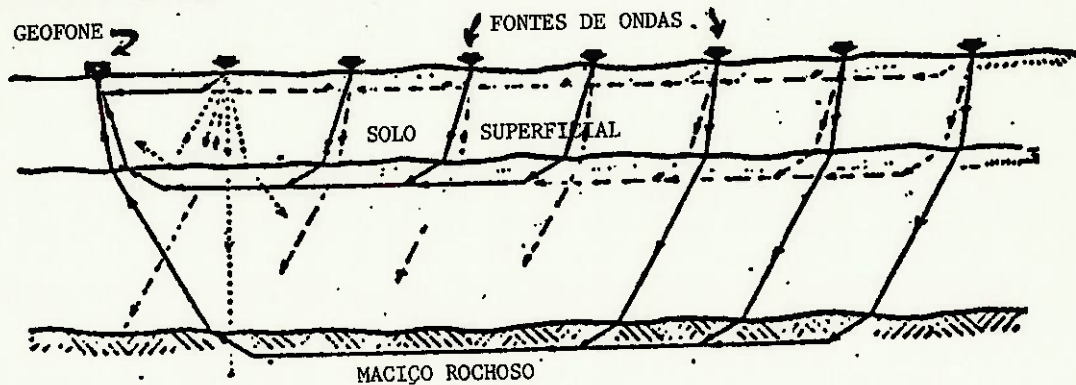 GEOFONE
FONTES DE ONDAS.
SOLO SUPERFICIAL
MACIÇO ROCHOSO